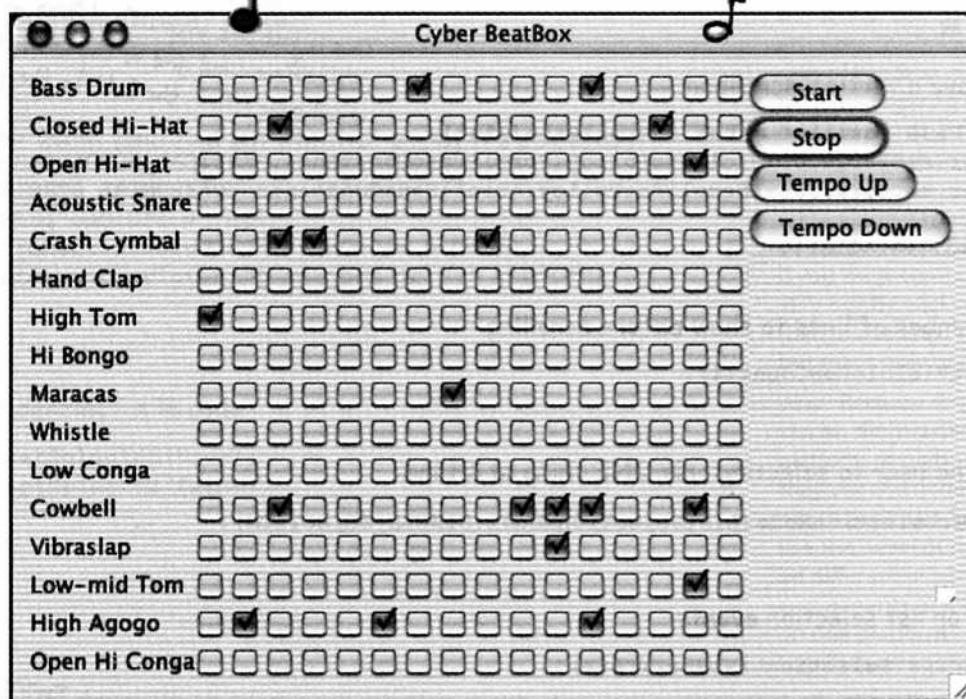 Cyber BeatBox
Bass Drum
Start
Closed Hi-Hat
Stop
Open Hi-Hat
Tempo Up
Acoustic Snare
Tempo Down
Crash Cymbal
Hand Clap
High Tom
Hi Bongo
Maracas
Whistle
Low Conga
Cowbell
Vibraslap
Low-mid Tom
High Agogo
Open Hi Conga